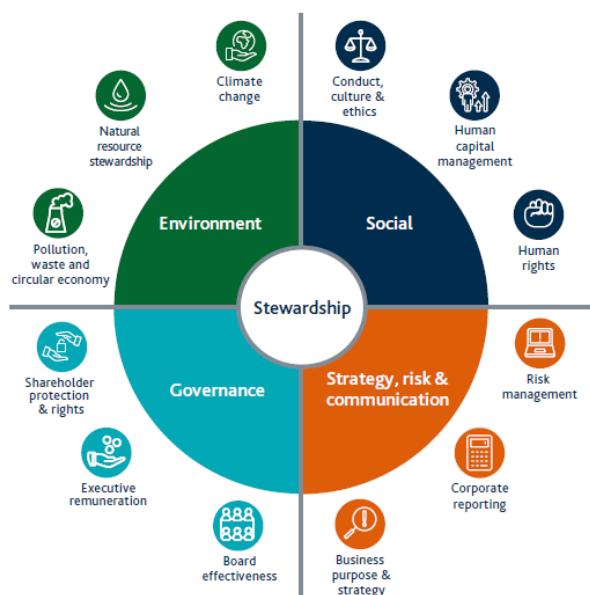 Climate
change
Natural
resource
stewardship
Pollution,
waste and
circular economy
Environment
Conduct,
culture &
ethics
Human
capital
management
Human
rights
Social
Stewardship
Shareholder
protection
& rights
Executive
remuneration
Board
effectiveness
Governance
Strategy, risk &
communication
Risk
management
Corporate
reporting
Business
purpose &
strategy